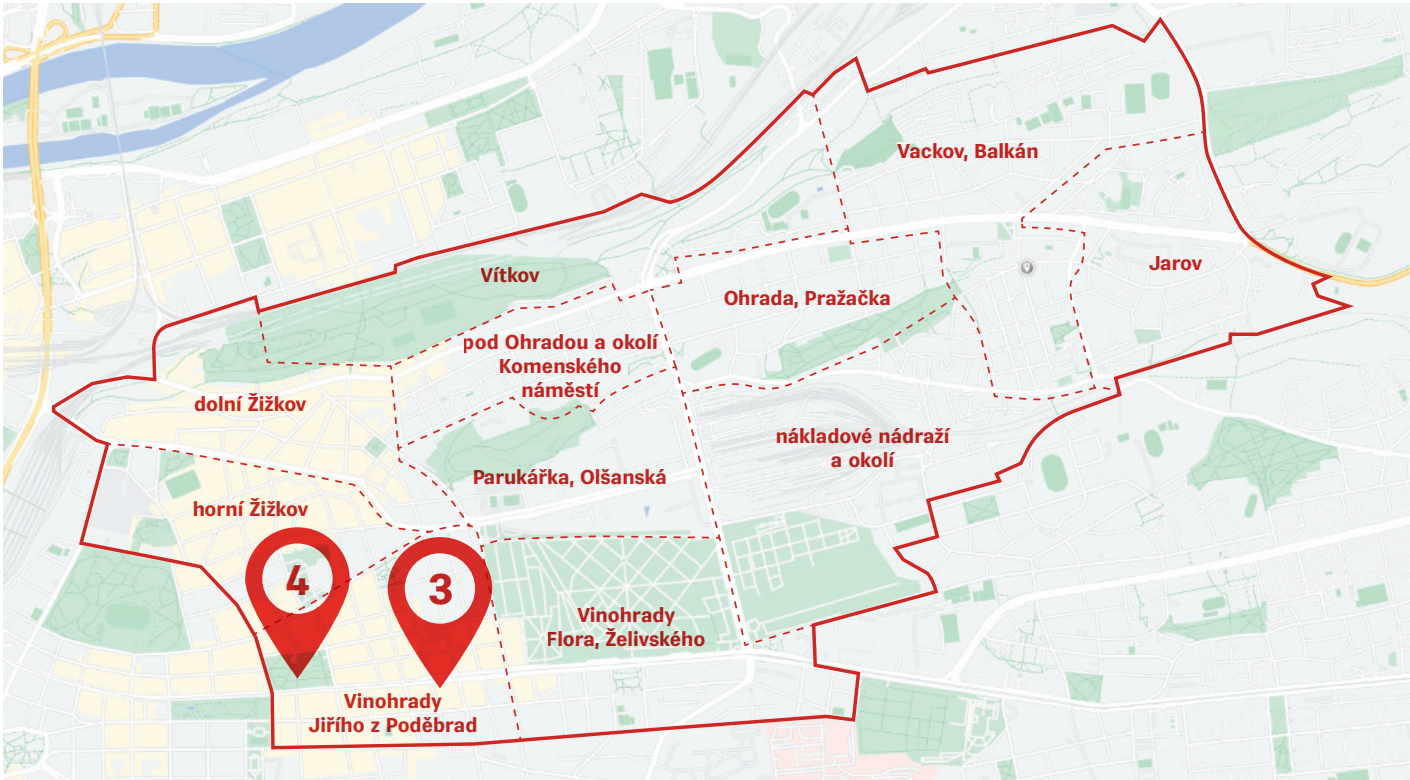 Vackov, Balkán
Jarov
Vítkov
Ohrada, Pražačka
pod Ohradou a okolí
Komenského
náměstí
dolní Žižkov
nákladové nádraží
a okolí
Parukářka, Olšanská
horní Žižkov
4
3
Vinohrady
Flora, Želivského
Vinohrady
Jiřího z Poděbrad